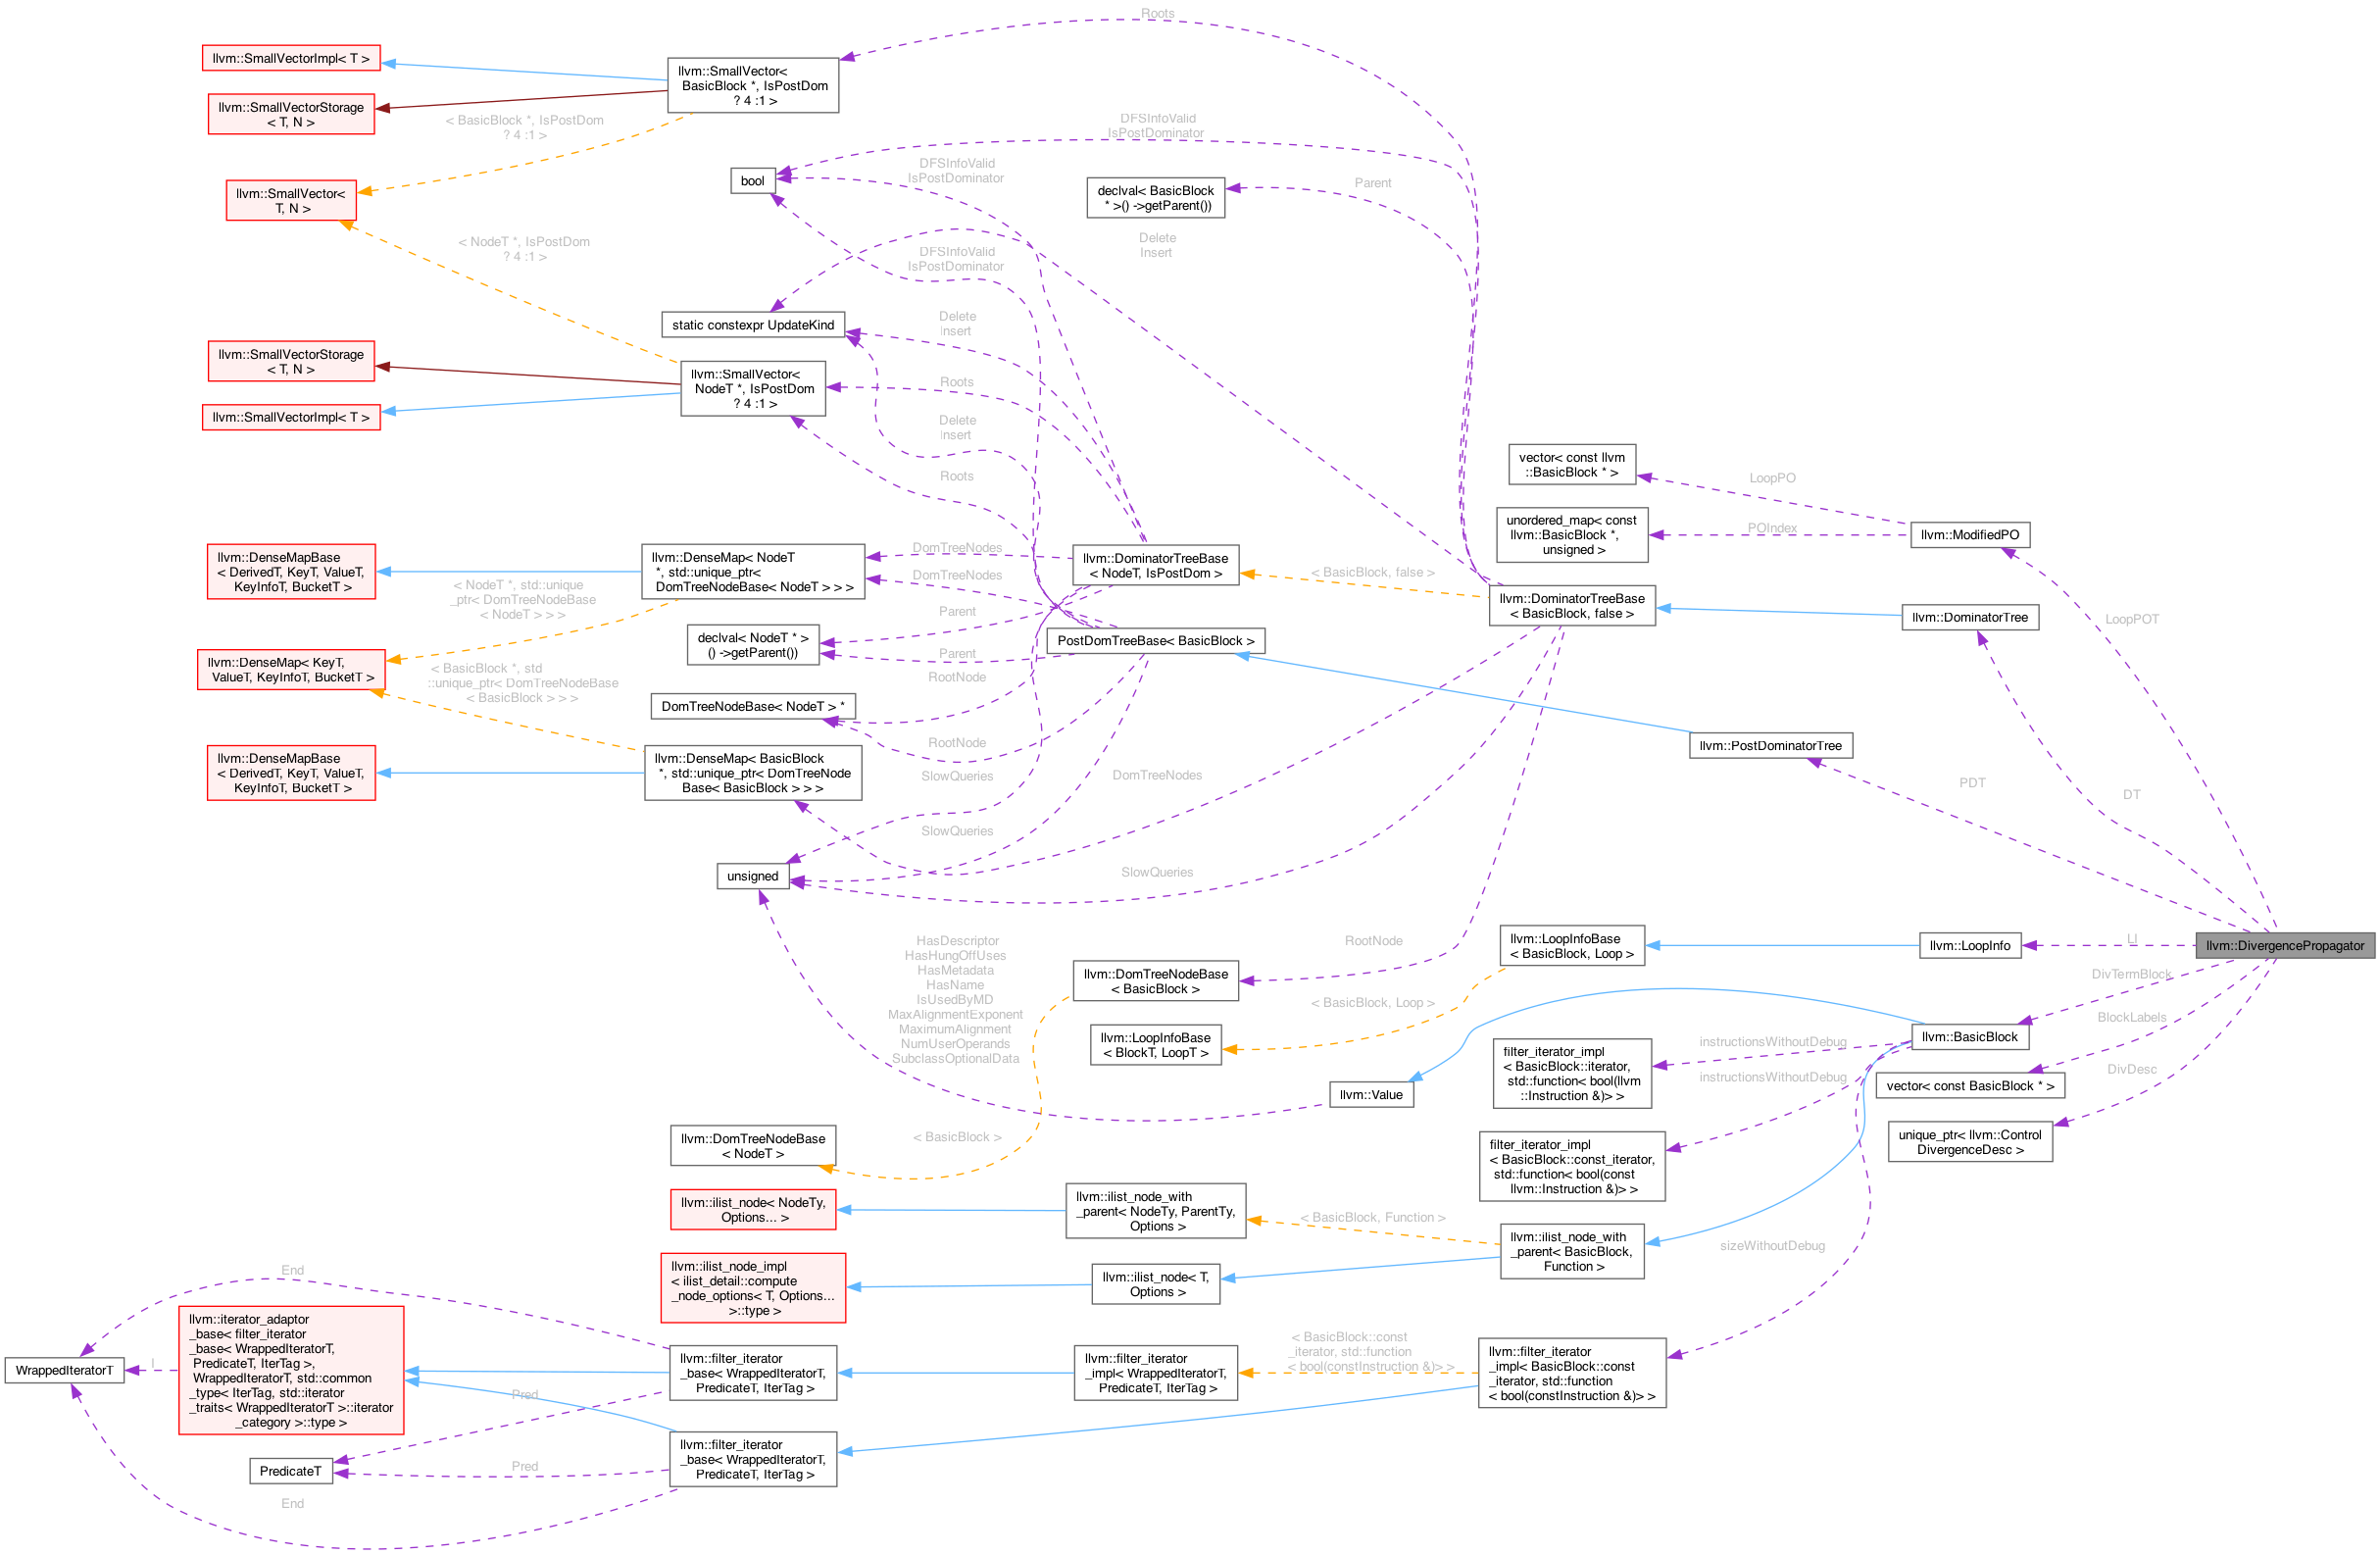 Roots
llvm::SmallVectorImpl< T >
llvm::SmallVector<
BasicBlock *, IsPostDom
? 4 :1 >
llvm::SmallVectorStorage
< T, N >
< BasicBlock *, IsPostDom
? 4 :1 >
DFSInfoValid
IsPostDominator
DFSInfoValid
IsPostDominator
bool
declval< BasicBlock
* >() ->getParent())
Parent
llvm::SmallVector<
T, N >
< NodeT *, IsPostDom
? 4 :1 >
DFSInfoValid
IsPostDominator
Delete
Insert
static constexpr UpdateKind
Delete
Insert
llvm::SmallVectorStorage
< T, N >
llvm::SmallVector<
NodeT *, IsPostDom
? 4 :1 >
Roots
llvm::SmallVectorImpl< T >
Delete
Insert
Roots
vector< const llvm
::BasicBlock * >
LoopPO
unordered_map< const
llvm::BasicBlock *,
unsigned >
POIndex
llvm::ModifiedPO
llvm::DenseMapBase
< DerivedT, KeyT, ValueT,
KeyInfoT, BucketT >
llvm::DenseMap< NodeT
*, std::unique_ptr<
DomTreeNodeBase< NodeT > > >
DomTreeNodes
DomTreeNodes
llvm::DominatorTreeBase
< NodeT, IsPostDom >
< BasicBlock, false >
llvm::DominatorTreeBase
< BasicBlock, false >
llvm::DominatorTree
LoopPOT
< NodeT *, std::unique
_ptr< DomTreeNodeBase
< NodeT > > >
Parent
declval< NodeT * >
() ->getParent())
Parent
PostDomTreeBase< BasicBlock >
llvm::DenseMap< KeyT,
ValueT, KeyInfoT, BucketT >
< BasicBlock *, std
::unique_ptr< DomTreeNodeBase
< BasicBlock > > >
RootNode
DomTreeNodeBase< NodeT > *
RootNode
llvm::PostDominatorTree
llvm::DenseMapBase
< DerivedT, KeyT, ValueT,
KeyInfoT, BucketT >
llvm::DenseMap< BasicBlock
*, std::unique_ptr< DomTreeNode
Base< BasicBlock > > >
SlowQueries
DomTreeNodes
PDT
DT
SlowQueries
unsigned
SlowQueries
HasDescriptor
HasHungOffUses
HasMetadata
HasName
IsUsedByMD
MaxAlignmentExponent
MaximumAlignment
NumUserOperands
SubclassOptionalData
RootNode
llvm::LoopInfoBase
< BasicBlock, Loop >
llvm::LoopInfo
LI
llvm::DivergencePropagator
llvm::DomTreeNodeBase
< BasicBlock >
< BasicBlock, Loop >
DivTermBlock
BlockLabels
llvm::LoopInfoBase
< BlockT, LoopT >
llvm::BasicBlock
instructionsWithoutDebug
filter_iterator_impl
< BasicBlock::iterator,
std::function< bool(llvm
::Instruction &)> >
instructionsWithoutDebug
vector< const BasicBlock * >
DivDesc
llvm::Value
llvm::DomTreeNodeBase
< NodeT >
< BasicBlock >
filter_iterator_impl
< BasicBlock::const_iterator,
std::function< bool(const
llvm::Instruction &)> >
unique_ptr< llvm::Control
DivergenceDesc >
llvm::ilist_node< NodeTy,
Options... >
llvm::ilist_node_with
_parent< NodeTy, ParentTy,
Options >
< BasicBlock, Function >
llvm::ilist_node_with
_parent< BasicBlock,
Function >
sizeWithoutDebug
llvm::ilist_node_impl
< ilist_detail::compute
_node_options< T, Options...
>::type >
llvm::ilist_node< T,
Options >
End
llvm::iterator_adaptor
_base< filter_iterator
_base< WrappedIteratorT,
PredicateT, IterTag >,
WrappedIteratorT, std::common
_type< IterTag, std::iterator
_traits< WrappedIteratorT >::iterator
_category >::type >
WrappedIteratorT
I
llvm::filter_iterator
_base< WrappedIteratorT,
PredicateT, IterTag >
llvm::filter_iterator
_impl< WrappedIteratorT,
PredicateT, IterTag >
< BasicBlock::const
_iterator, std::function
< bool(constInstruction &)> >
llvm::filter_iterator
_impl< BasicBlock::const
_iterator, std::function
< bool(constInstruction &)> >
Pred
llvm::filter_iterator
_base< WrappedIteratorT,
PredicateT, IterTag >
Pred
PredicateT
End